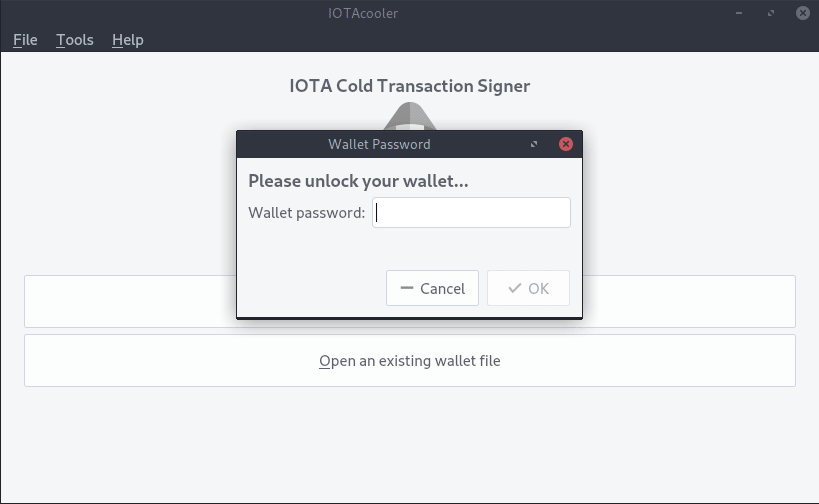 IOTAcooler
File Tools Help
IOTA Cold Transaction Signer
Wallet Password
Please unlock your wallet...
Wallet password:
Cancel OK
Open an existing wallet file